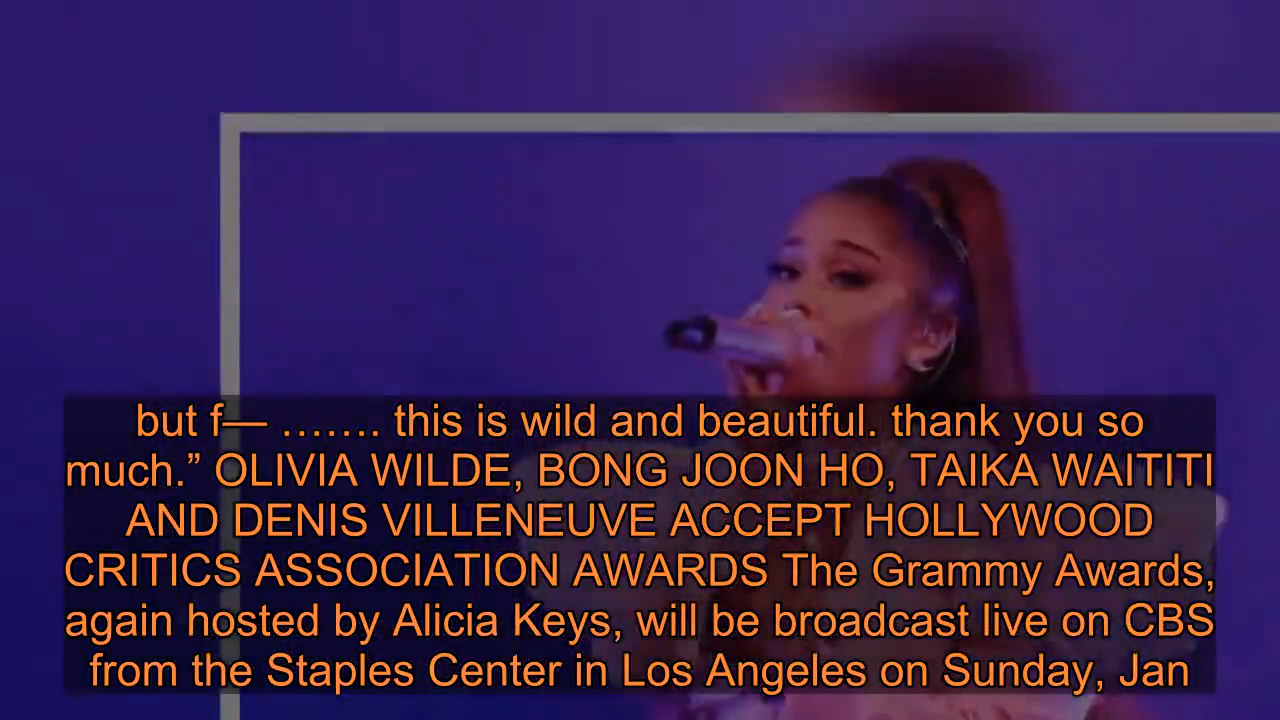 but f— ……. this is wild and beautiful. thank you so
much.” OLIVIA WILDE, BONG JOON HO, TAIKA WAITITI
AND DENIS VILLENEUVE ACCEPT HOLLYWOOD
CRITICS ASSOCIATION AWARDS The Grammy Awards,
again hosted by Alicia Keys, will be broadcast live on CBS
from the Staples Center in Los Angeles on Sunday, Jan